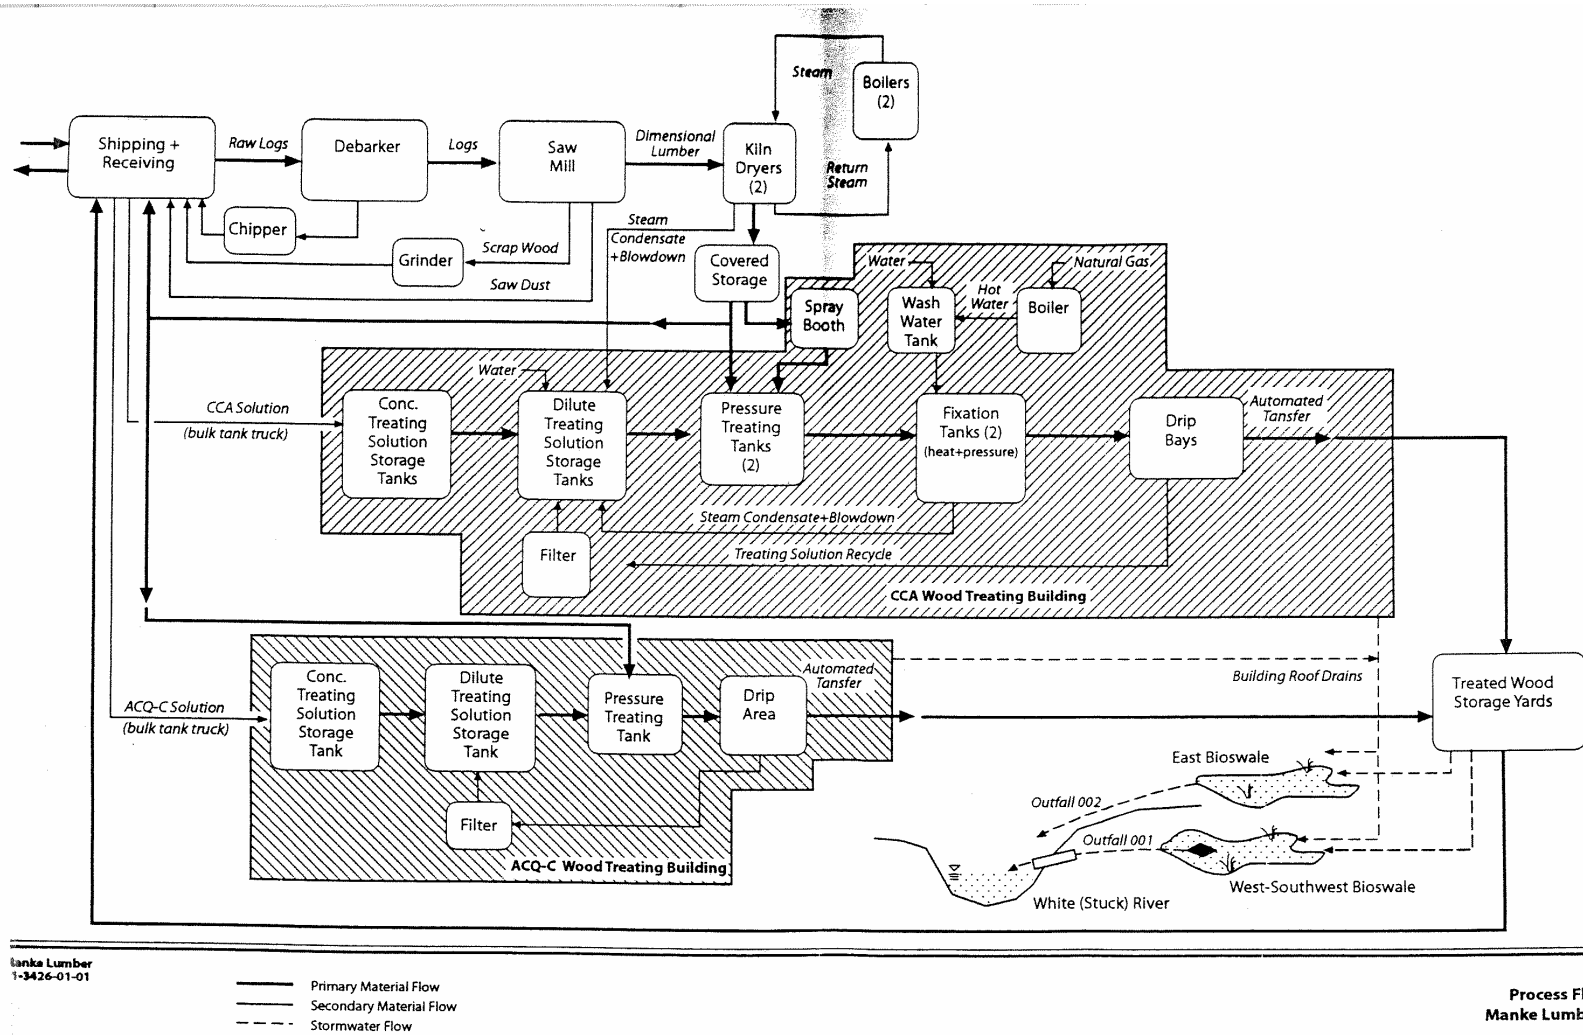 Steam
Boilers
(2)
Shipping +
Receiving
Raw Logs
Debarker
Logs
Saw
Mill
Dimensional
Lumber
Kiln
Dryers
(2)
Return
Steam
Chipper
Grinder
Scrap Wood
Saw Dust
Steam
Condensate
+Blowdown
Covered
Storage
Spray
Booth
Water
Wash
Water
Tank
Hot
Water
Natural Gas
Boiler
Water
CCA Solution
(bulk tank truck)
Conc.
Treating
Solution
Storage
Tanks
Dilute
Treating
Solution
Storage
Tanks
Pressure
Treating
Tanks
(2)
Fixation
Tanks (2)
(heat+pressure)
Drip
Bays
Automated
Tansfer
Steam Condensate+Blowdown
Filter
Treating Solution Recycle
CCA Wood Treating Building
ACQ-C Solution
(bulk tank truck)
Conc.
Treating
Solution
Storage
Tank
Dilute
Treating
Solution
Storage
Tank
Pressure
Treating
Tank
Drip
Area
Automated
Tansfer
Filter
ACQ-C Wood Treating Building
Building Roof Drains
Treated Wood
Storage Yards
East Bioswale
Outfall 002
Outfall 001
West-Southwest Bioswale
White (Stuck) River
Lumber
-3426-01-01
Primary Material Flow
Secondary Material Flow
Stormwater Flow
Process
Manke